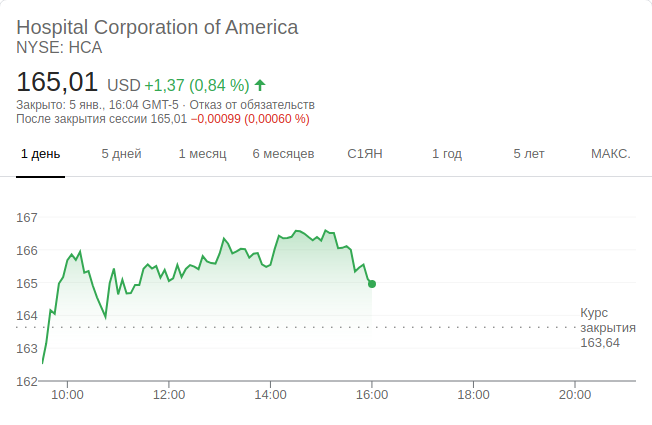 Hospital Corporation of America
NYSE: HCA
165,01 USD +1,37 (0,84 %)
Закрыто: 5 янв., 16:04 GMT-5 · Отказ от обязательств
После закрытия сессии 165,01 −0,00099 (0,00060 %)
1 день 5 дней 1 месяц 6 месяцев С1ЯН 1 год 5 лет МАКС.
167
166
165
164
Курс
закрытия
163,64
163
162
10:00 12:00 14:00 16:00 18:00 20:00